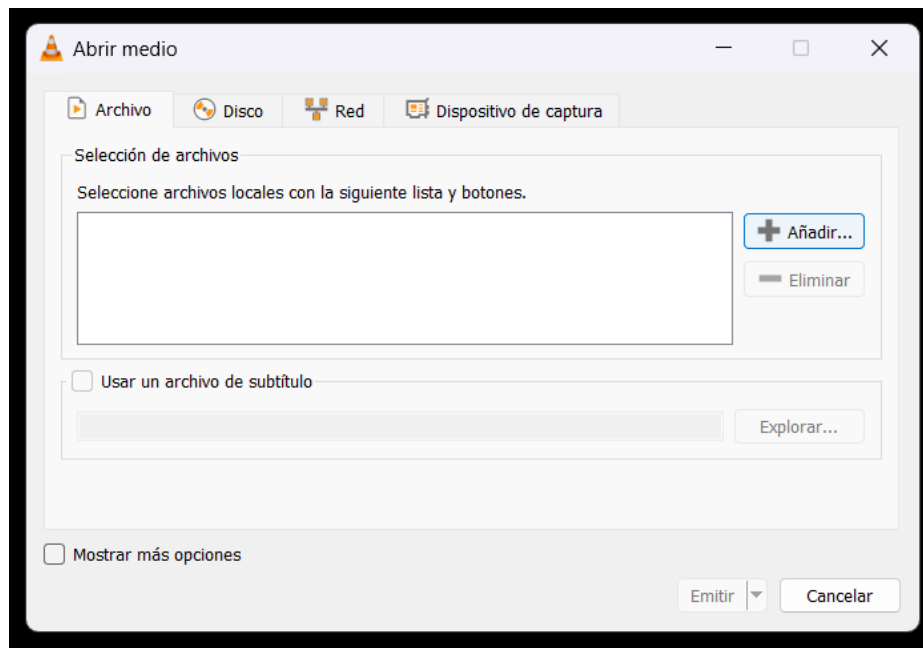 Abrir medio
Archivo
Disco
Red
Dispositivo de captura
Selección de archivos
Seleccione archivos locales con la siguiente lista y botones.
Añadir...
Eliminar
Usar un archivo de subtítulo
Explorar...
Mostrar más opciones
Emitir
Cancelar